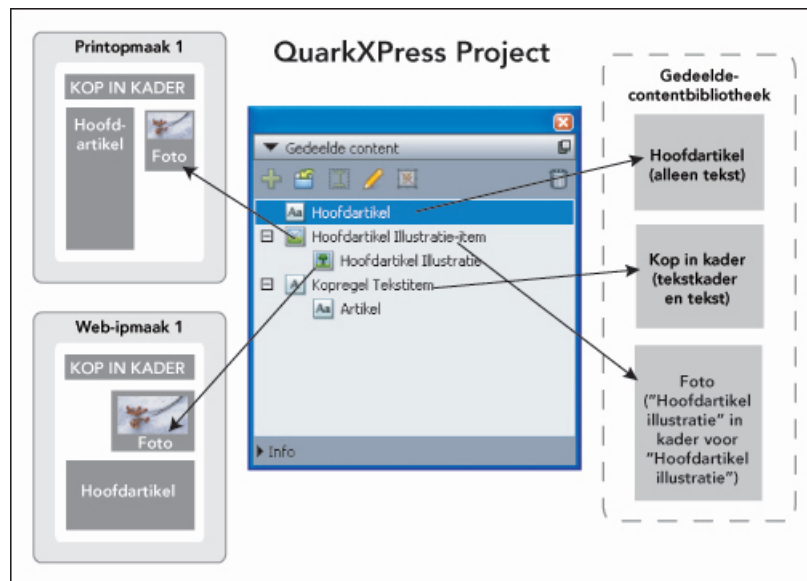 Printopmaak 1
KOP IN KADER
Hoofd-
artikel
Foto
Web-ipmaak 1
KOP IN KADER
Foto
Hoofdartikel
QuarkXPress Project
Gedeelde content
Aa Hoofdartikel
Hoofdartikel Illustratie-item
Hoofdartikel Illustratie
A Kopregel Tekstitem
Aa Artikel
Info
Gedeelde-
contentbibliotheek
Hoofdartikel
(alleen tekst)
Kop in kader
(tekstkader
en tekst)
Foto
("Hoofdartikel
illustratie" in
kader voor
"Hoofdartikel
illustratie")